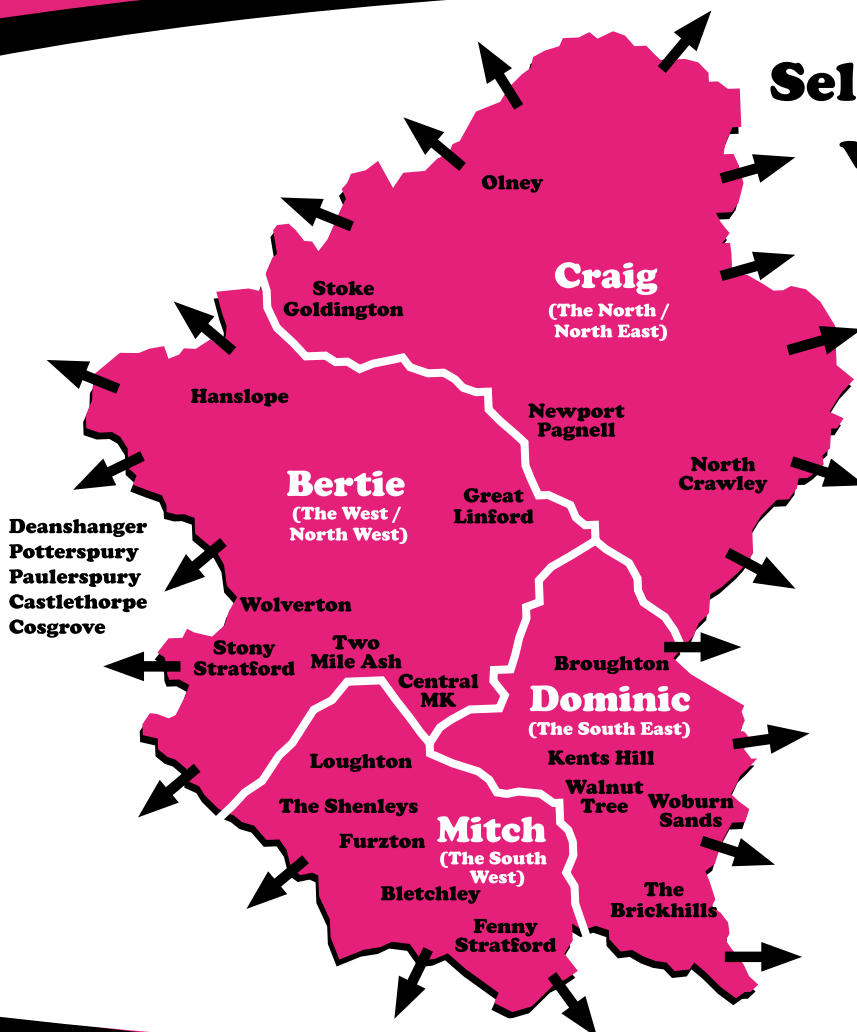 Sel
Olney
Craig
(The North /
North East)
Stoke
Goldington
Hanslope
Newport
Pagnell
North
Crawley
Bertie
(The West /
North West)
Great
Linford
Deanshanger
Potterspury
Paulerspury
Castlethorpe
Cosgrove
Wolverton
Stony
Stratford
Two
Mile Ash
Central
MK
Broughton
Dominic
(The South East)
Kents Hill
Walnut
Tree
Woburn
Sands
The
Brickhills
Loughton
The Shenleys
Furzton
Mitch
(The South
West)
Bletchley
Fenny
Stratford